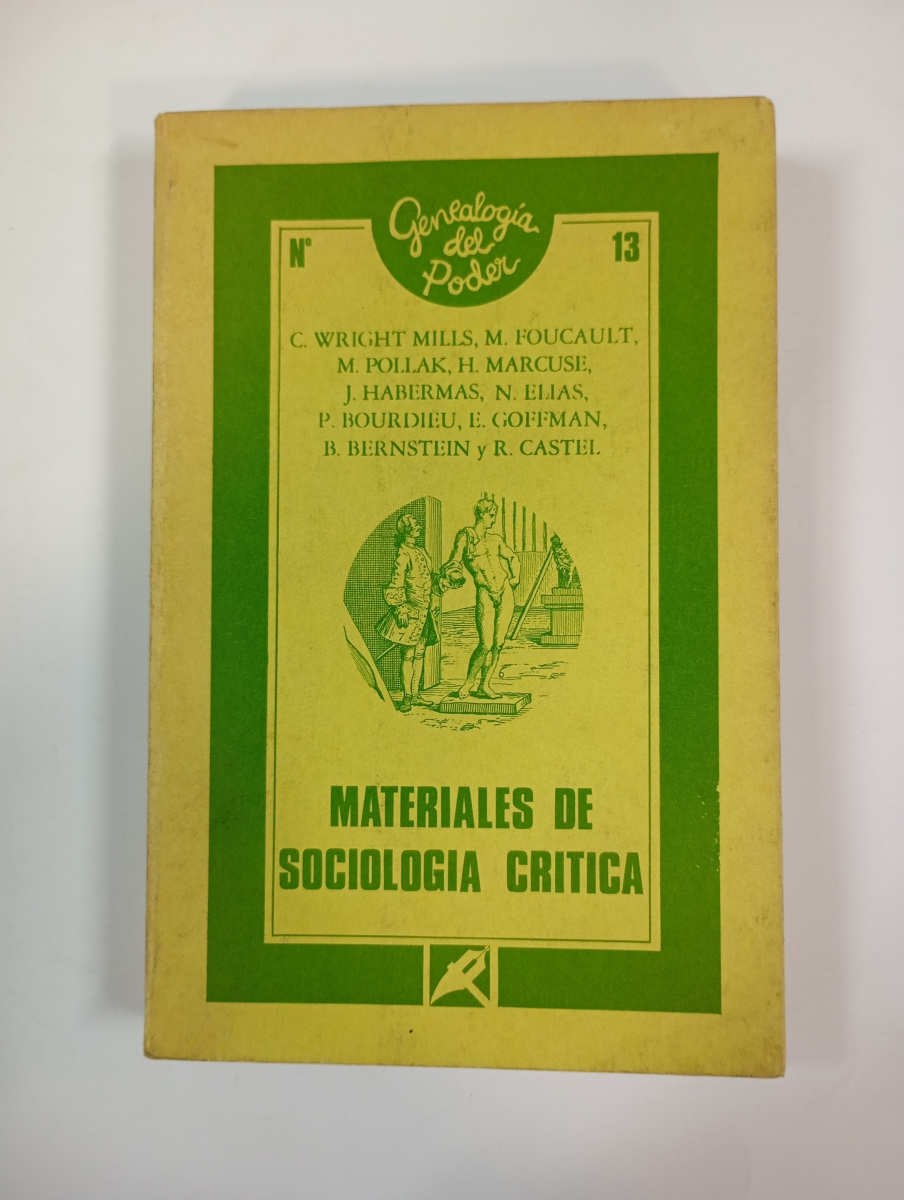 Genealogía
del
Poder
Nº 13
C. WRIGHT MILLS, M. FOUCAULT,
M. POLLAK, H. MARCUSE,
J. HABERMAS, N. ELIAS,
P. BOURDIEU, E. GOFFMAN,
B. BERNSTEIN y R. CASTEL
MATERIALES DE
SOCIOLOGIA CRITICA